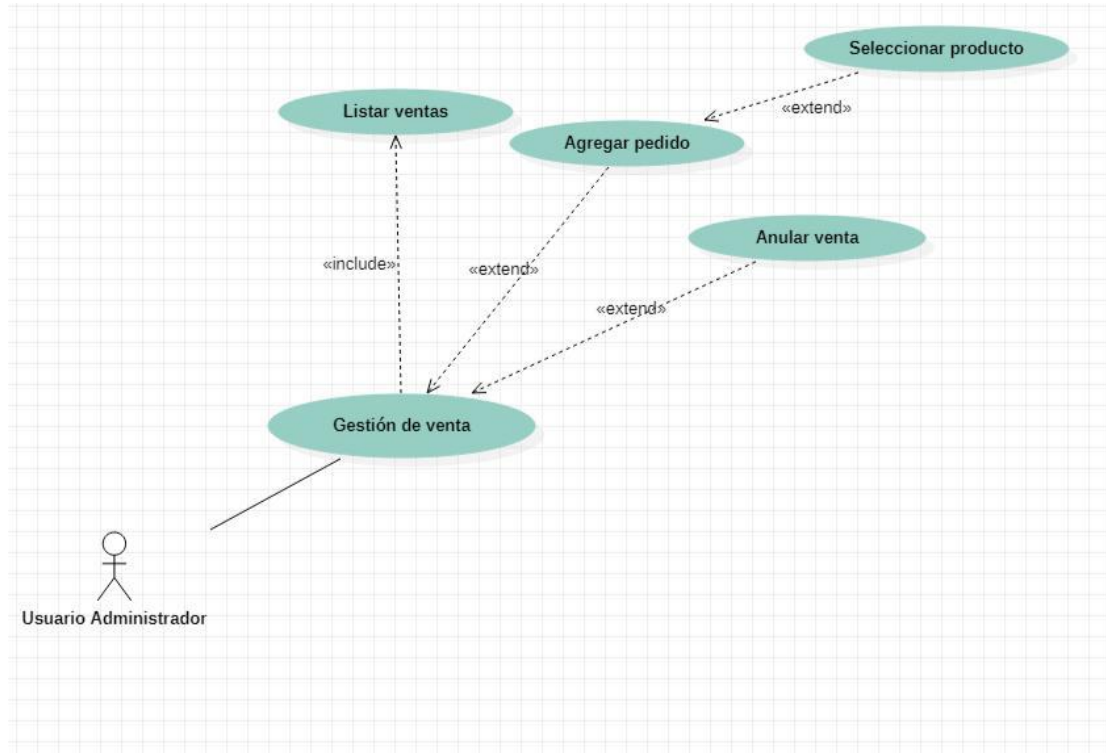 Seleccionar producto
Listar ventas
«extend»
Agregar pedido
Anular venta
«include»
«extend»
«extend»
Gestión de venta
Usuario Administrador